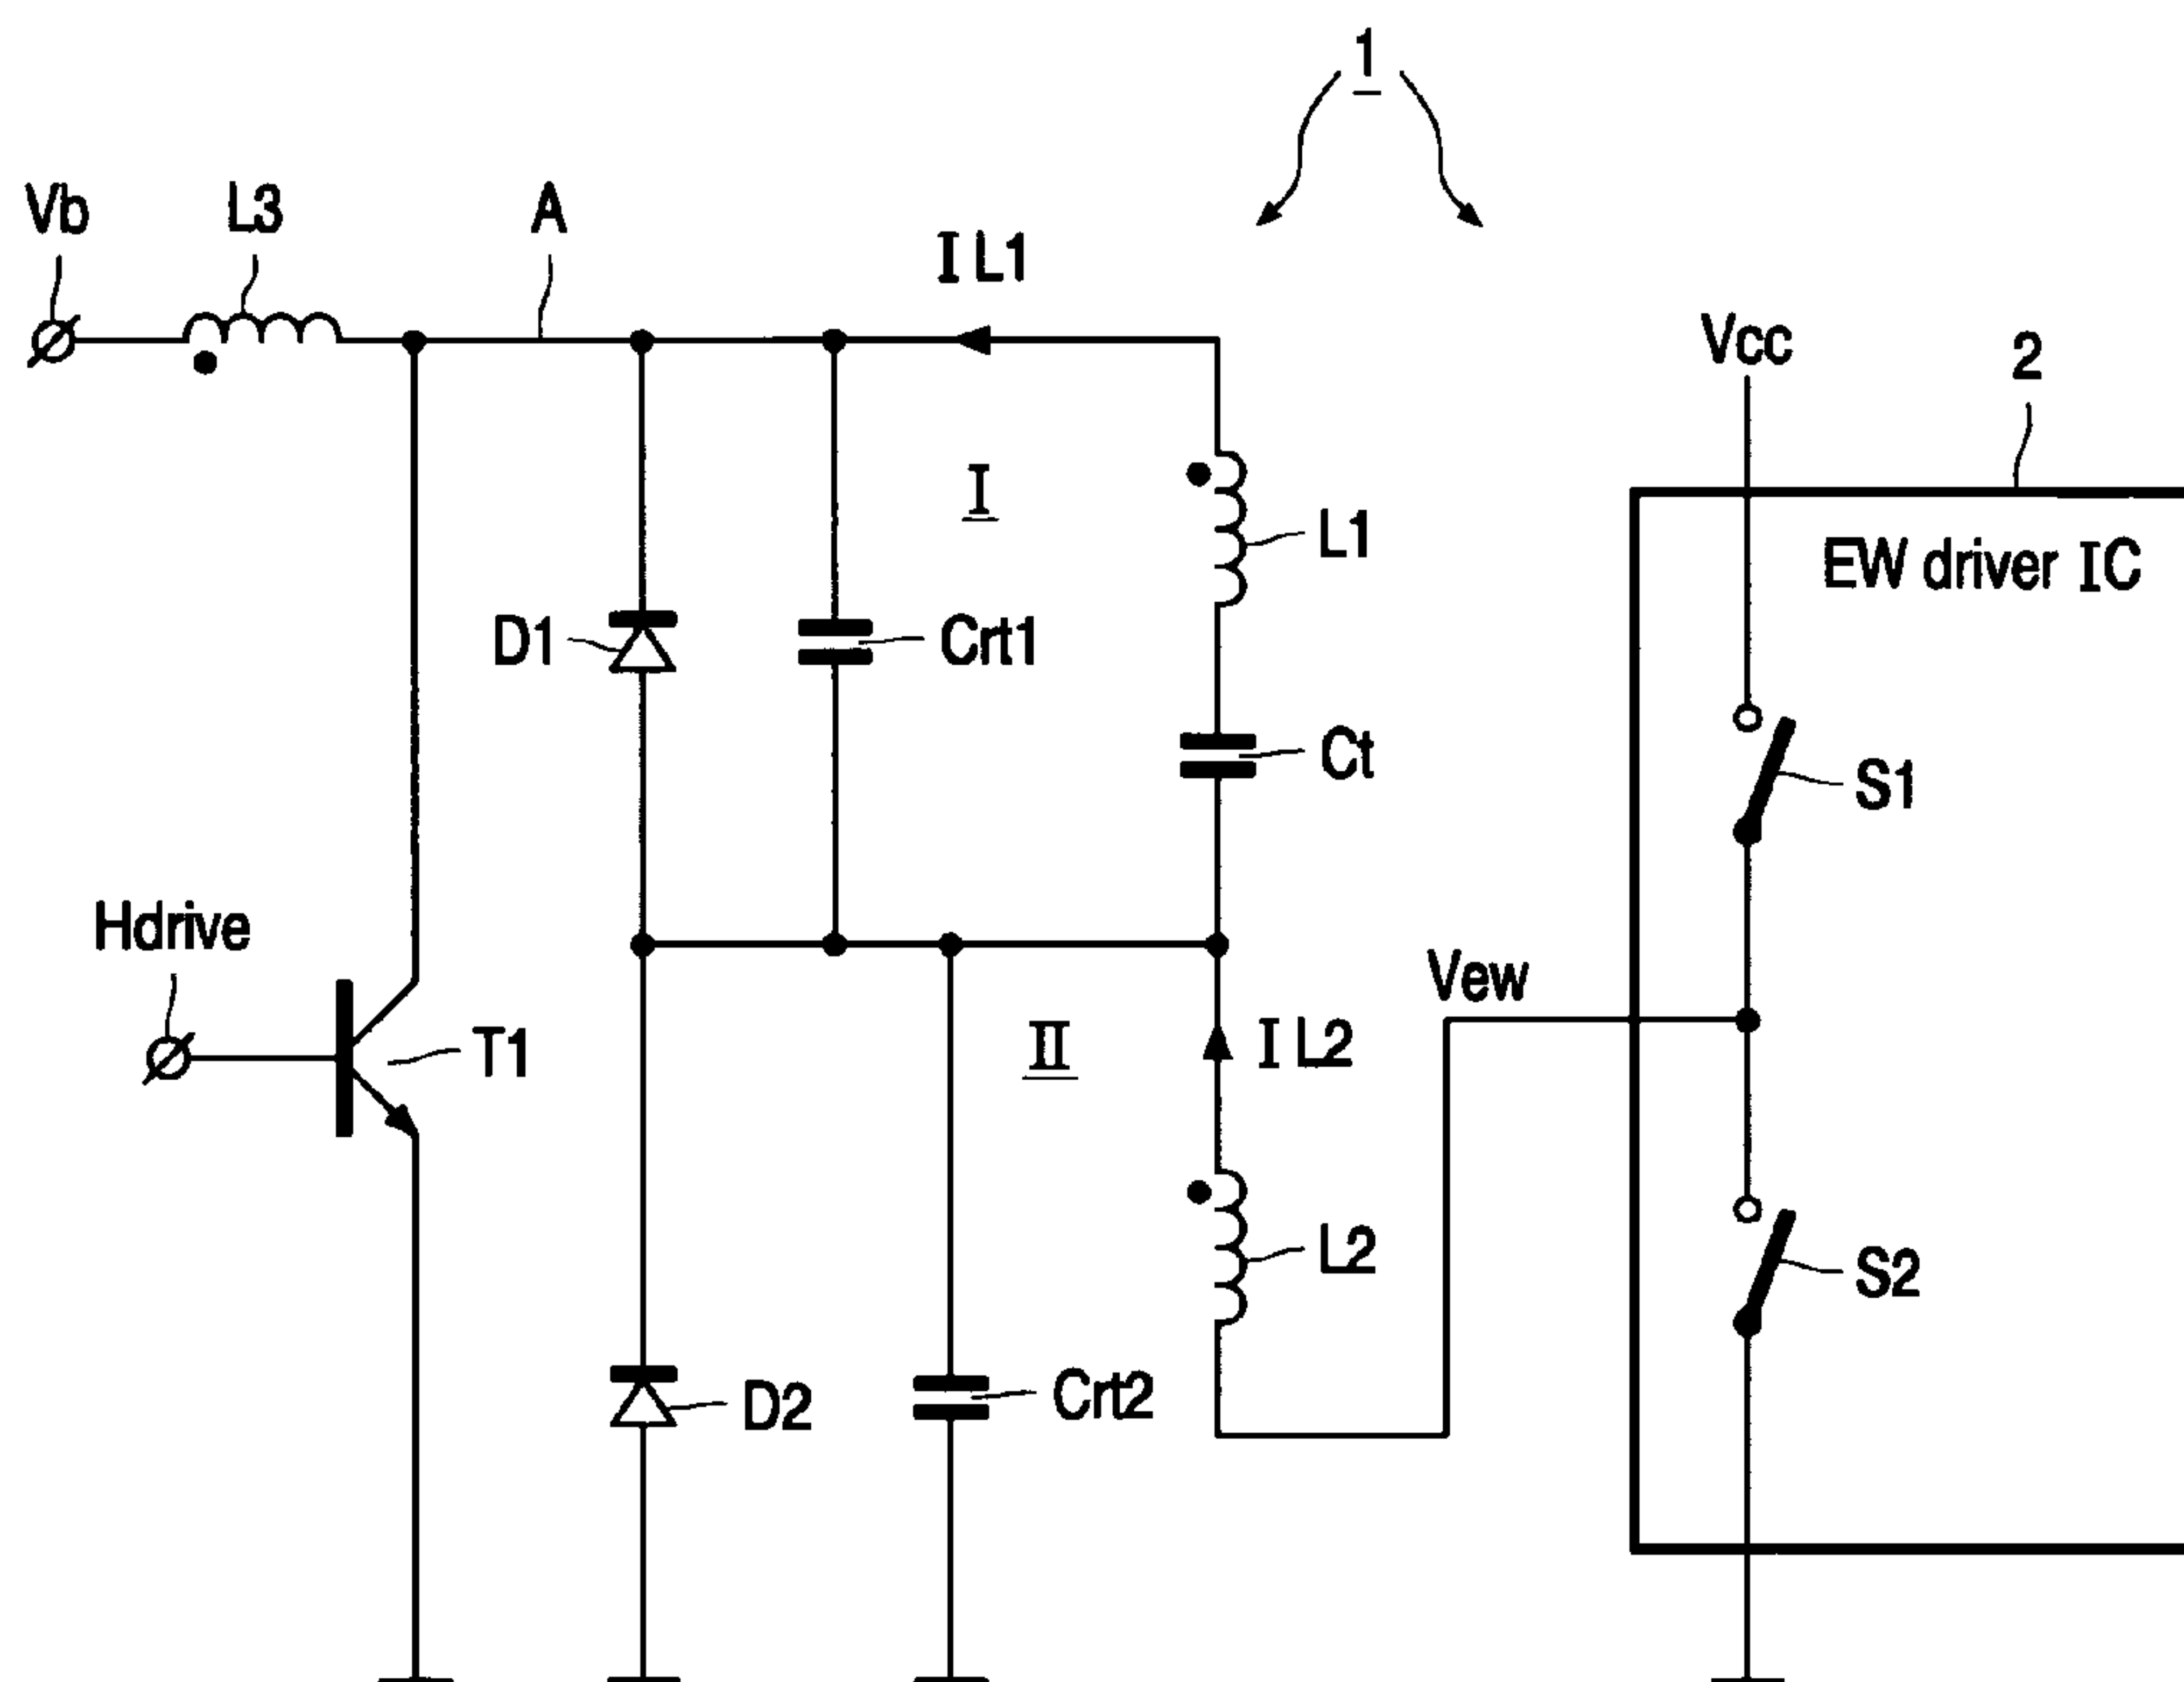 1
Vb
L3
A
I L1
Vcc
2
I
L1
EW driver IC
D1
Crt1
Ct
S1
Hdrive
Vew
T1
II
I L2
L2
S2
D2
Crt2